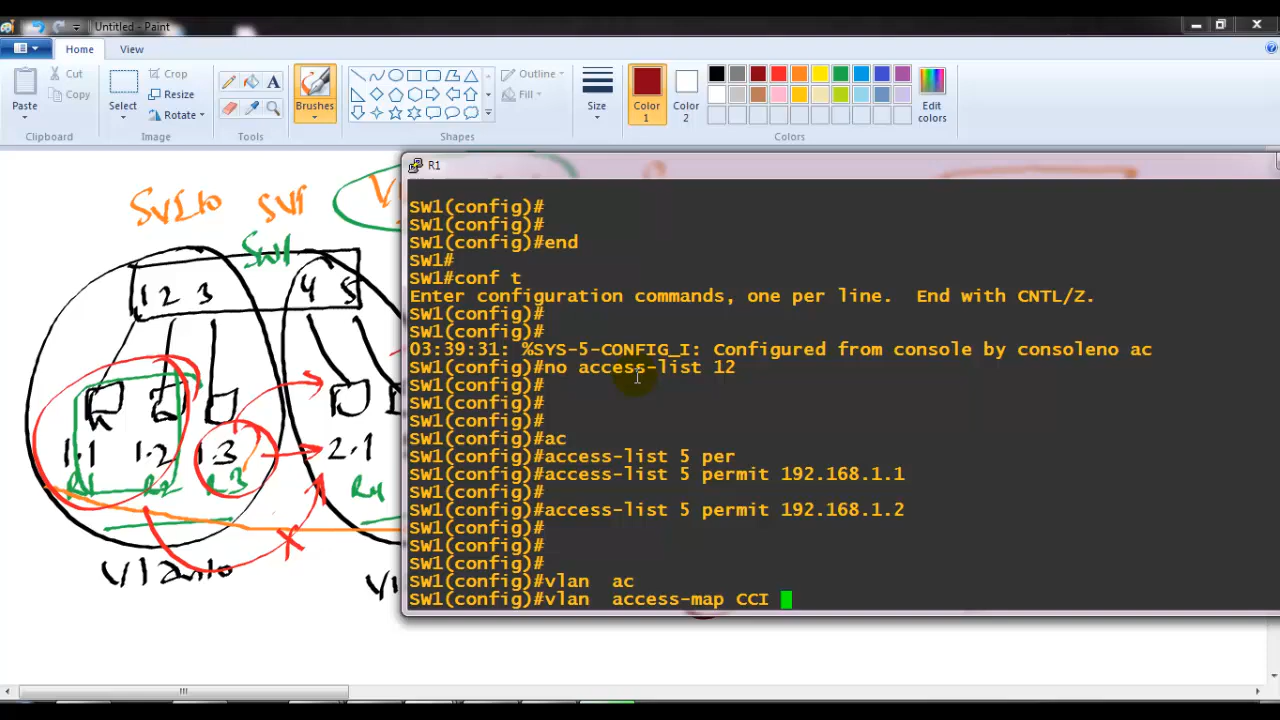 Untitled - Paint
Home View
Paste
Cut
Copy
Select
Crop
Resize
Rotate
Brushes
Outline
Fill
Size
Color 1
Color 2
Edit colors
Clipboard
Image
Tools
Shapes
Colors
SVI10 SVI V
SW1
1 2 3 4 5
1.1 1.2 1.3 2.1
R1 R2 R3 R4
Vlan10 Vl
R1
SW1(config)#
SW1(config)#
SW1(config)#end
SW1#
SW1#conf t
Enter configuration commands, one per line.  End with CNTL/Z.
SW1(config)#
SW1(config)#
03:39:31: %SYS-5-CONFIG_I: Configured from console by consoleno ac
SW1(config)#no access-list 12
SW1(config)#
SW1(config)#
SW1(config)#
SW1(config)#ac
SW1(config)#access-list 5 per
SW1(config)#access-list 5 permit 192.168.1.1
SW1(config)#
SW1(config)#access-list 5 permit 192.168.1.2
SW1(config)#
SW1(config)#
SW1(config)#
SW1(config)#vlan  ac
SW1(config)#vlan  access-map CCI